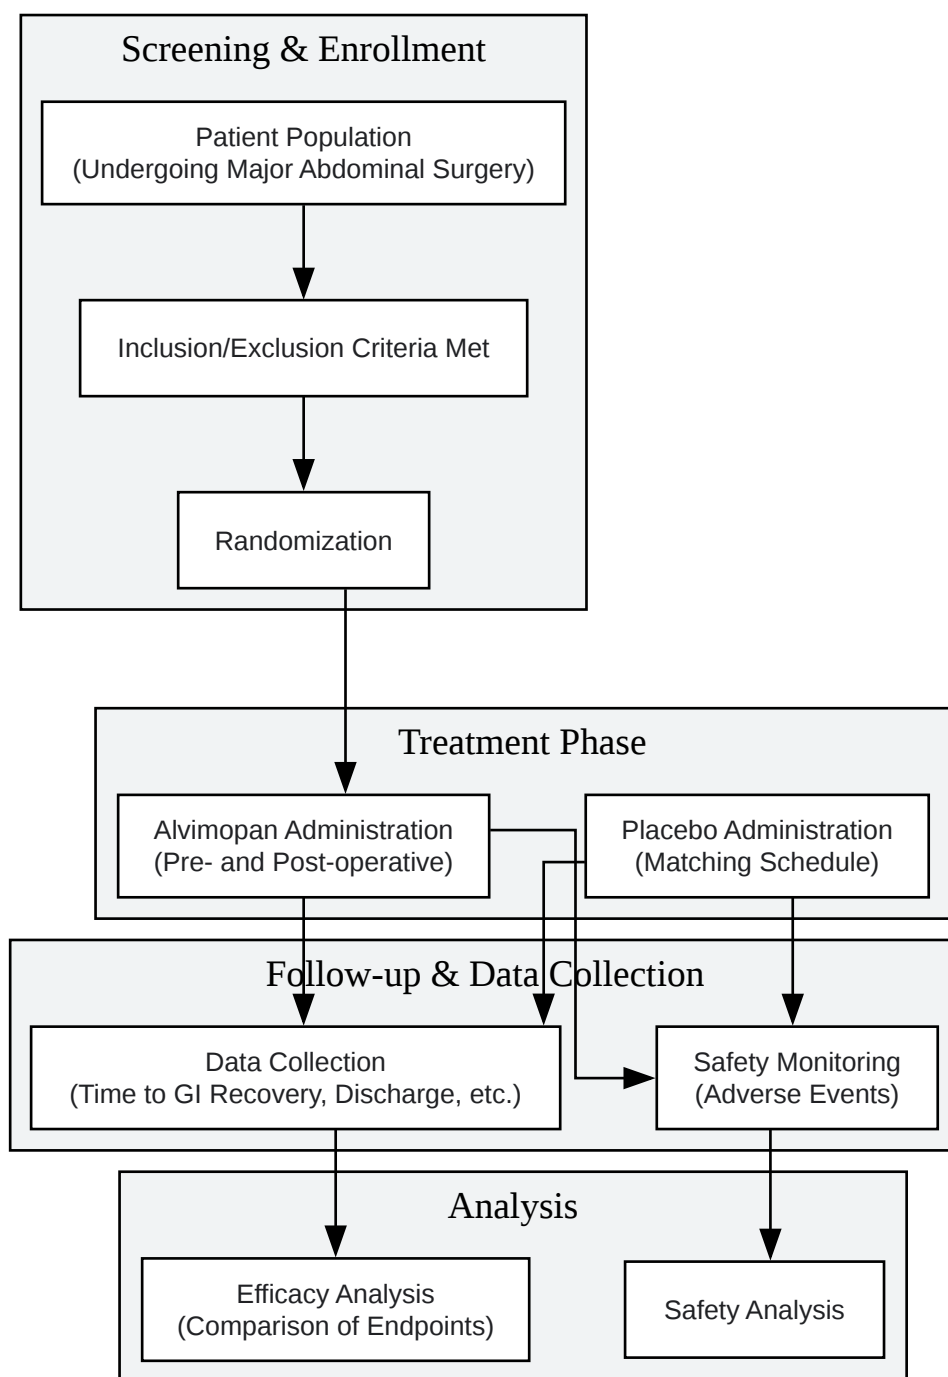 Screening & Enrollment
Patient Population
(Undergoing Major Abdominal Surgery)
Inclusion/Exclusion Criteria Met
Randomization
Treatment Phase
Alvimopan Administration
(Pre- and Post-operative)
Placebo Administration
(Matching Schedule)
Follow-up & Data Collection
Data Collection
(Time to GI Recovery, Discharge, etc.)
Safety Monitoring
(Adverse Events)
Analysis
Efficacy Analysis
(Comparison of Endpoints)
Safety Analysis